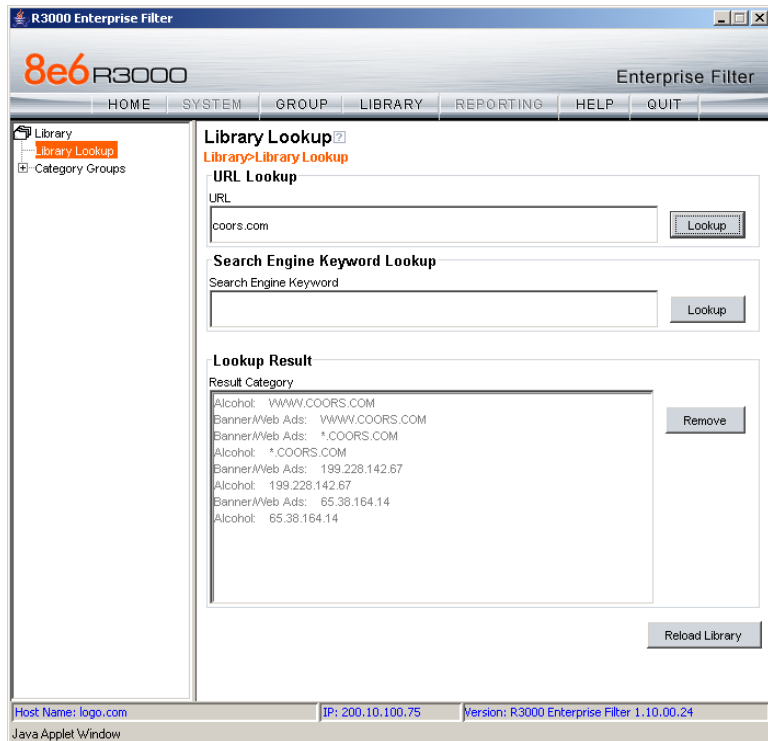 R3000 Enterprise Filter
8e6 R3000
Enterprise Filter
HOME SYSTEM GROUP LIBRARY REPORTING HELP QUIT
Library
Library Lookup
Category Groups
Library Lookup ?
Library>Library Lookup
URL Lookup
URL
coors.com
Lookup
Search Engine Keyword Lookup
Search Engine Keyword
Lookup
Lookup Result
Result Category
Alcohol: WWW.COORS.COM
Banner/Web Ads: WWW.COORS.COM
Banner/Web Ads: *.COORS.COM
Alcohol: *.COORS.COM
Banner/Web Ads: 199.228.142.67
Alcohol: 199.228.142.67
Banner/Web Ads: 65.38.164.14
Alcohol: 65.38.164.14
Remove
Reload Library
Host Name: logo.com
IP: 200.10.100.75
Version: R3000 Enterprise Filter 1.10.00.24
Java Applet Window